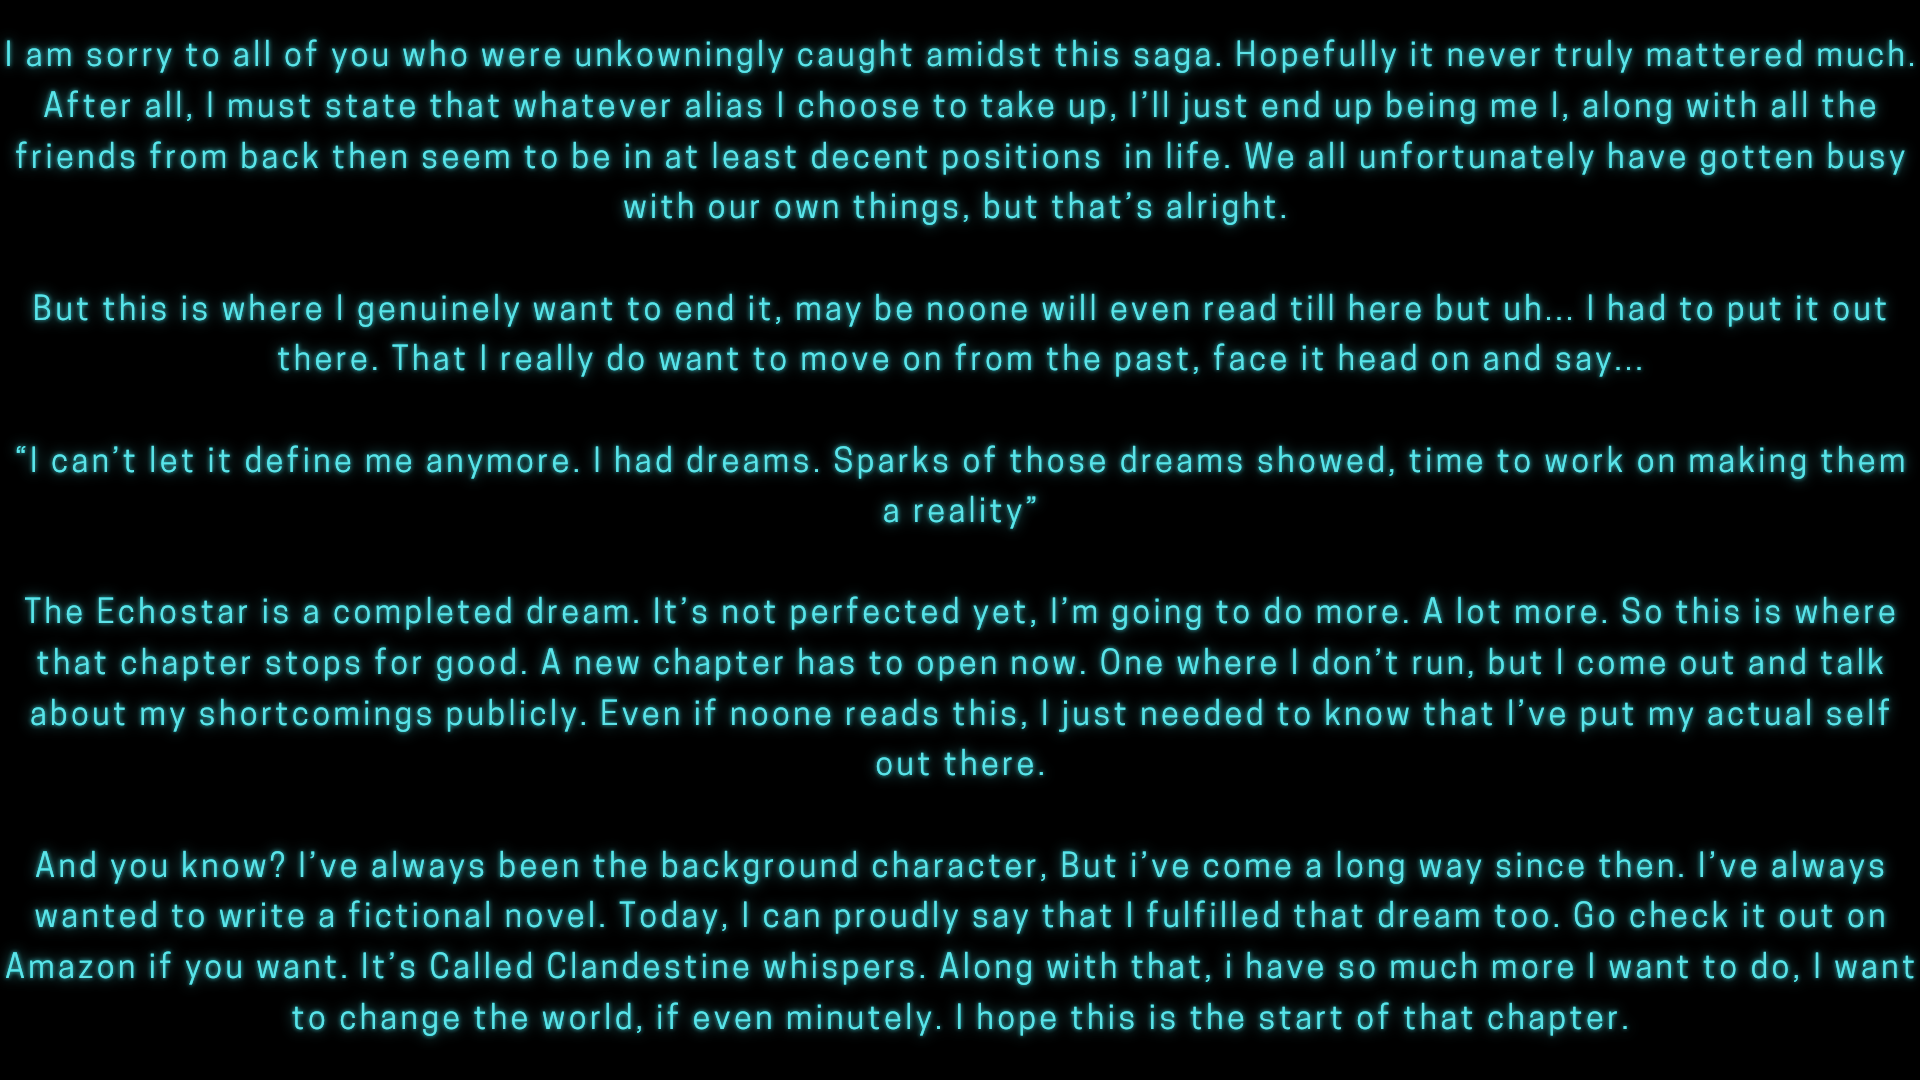 I am sorry to all of you who were unkowningly caught amidst this saga. Hopefully it never truly mattered much.
After all, I must state that whatever alias I choose to take up, I’ll just end up being me I, along with all the
friends from back then seem to be in at least decent positions  in life. We all unfortunately have gotten busy
with our own things, but that’s alright.
But this is where I genuinely want to end it, may be noone will even read till here but uh... I had to put it out
there. That I really do want to move on from the past, face it head on and say...
“I can’t let it define me anymore. I had dreams. Sparks of those dreams showed, time to work on making them
a reality”
The Echostar is a completed dream. It’s not perfected yet, I’m going to do more. A lot more. So this is where
that chapter stops for good. A new chapter has to open now. One where I don’t run, but I come out and talk
about my shortcomings publicly. Even if noone reads this, I just needed to know that I’ve put my actual self
out there.
And you know? I’ve always been the background character, But i’ve come a long way since then. I’ve always
wanted to write a fictional novel. Today, I can proudly say that I fulfilled that dream too. Go check it out on
Amazon if you want. It’s Called Clandestine whispers. Along with that, i have so much more I want to do, I want
to change the world, if even minutely. I hope this is the start of that chapter.